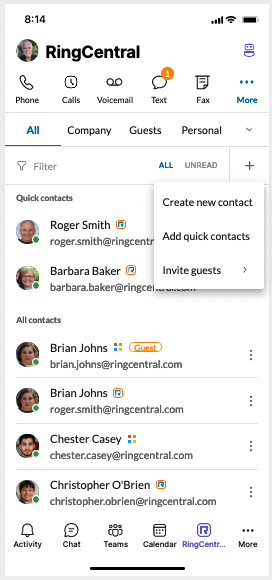 8:14
RingCentral
Phone Calls Voicemail Text Fax More
1
All Company Guests Personal
Filter ALL UNREAD +
Quick contacts
Create new contact
Add quick contacts
Invite guests
Roger Smith
roger.smith@ringcentral
Barbara Baker
barbara.baker@ringcentral
All contacts
Brian Johns Guest
brian.johns@ringcentral.com
Brian Johns
roger.smith@ringcentral.com
Chester Casey
chester.casey@ringcentral.com
Christopher O'Brien
christopher.obrien@ringcentral.com
Activity Chat Teams Calendar RingCentr... More